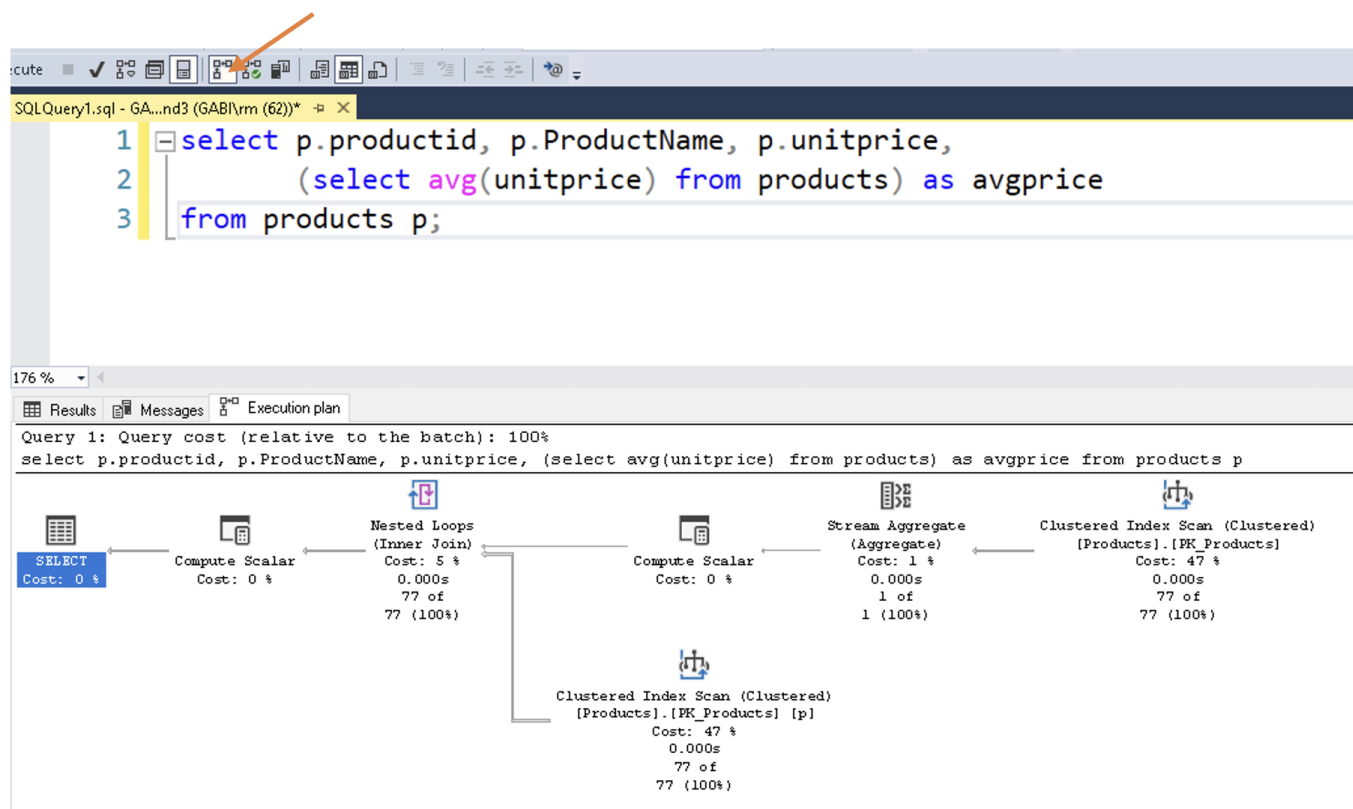 ecute
SQLQuery1.sql - GA...nd3 (GABI\rm (62))*
1 select p.productid, p.ProductName, p.unitprice,
2 (select avg(unitprice) from products) as avgprice
3 from products p;
176 %
Results Messages Execution plan
Query 1: Query cost (relative to the batch): 100%
select p.productid, p.ProductName, p.unitprice, (select avg(unitprice) from products) as avgprice from products p
SELECT
Cost: 0 %
Compute Scalar
Cost: 0 %
Nested Loops
(Inner Join)
Cost: 5 %
0.000s
77 of
77 (100%)
Compute Scalar
Cost: 0 %
Stream Aggregate
(Aggregate)
Cost: 1 %
0.000s
1 of
1 (100%)
Clustered Index Scan (Clustered)
[Products].[PK_Products]
Cost: 47 %
0.000s
77 of
77 (100%)
Clustered Index Scan (Clustered)
[Products].[PK_Products] [p]
Cost: 47 %
0.000s
77 of
77 (100%)